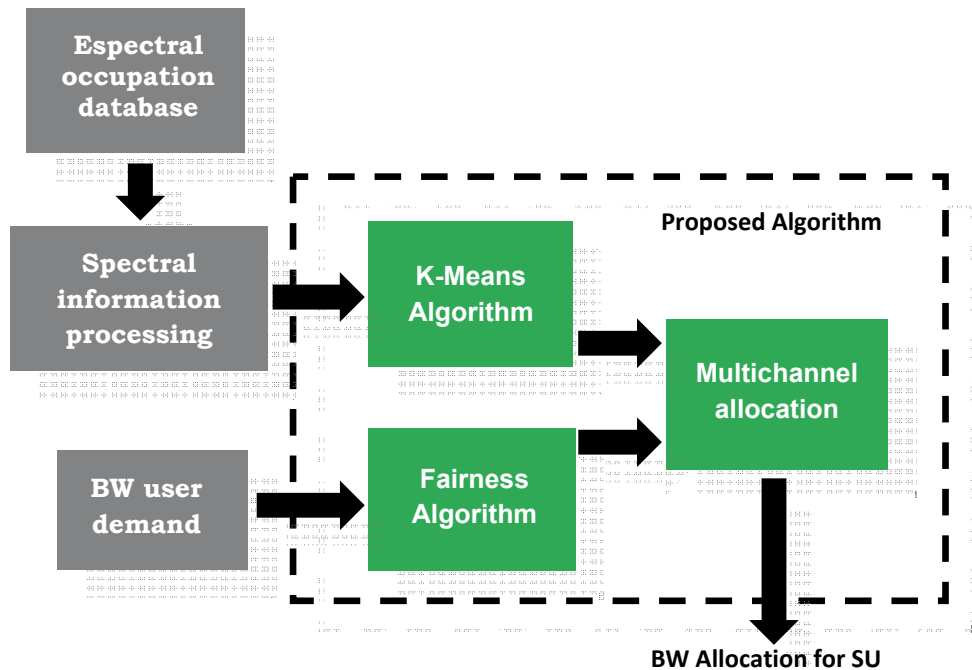 Espectral
occupation
database
Proposed Algorithm
Spectral
information
processing
K-Means
Algorithm
Multichannel
allocation
BW user
demand
Fairness
Algorithm
BW Allocation for SU